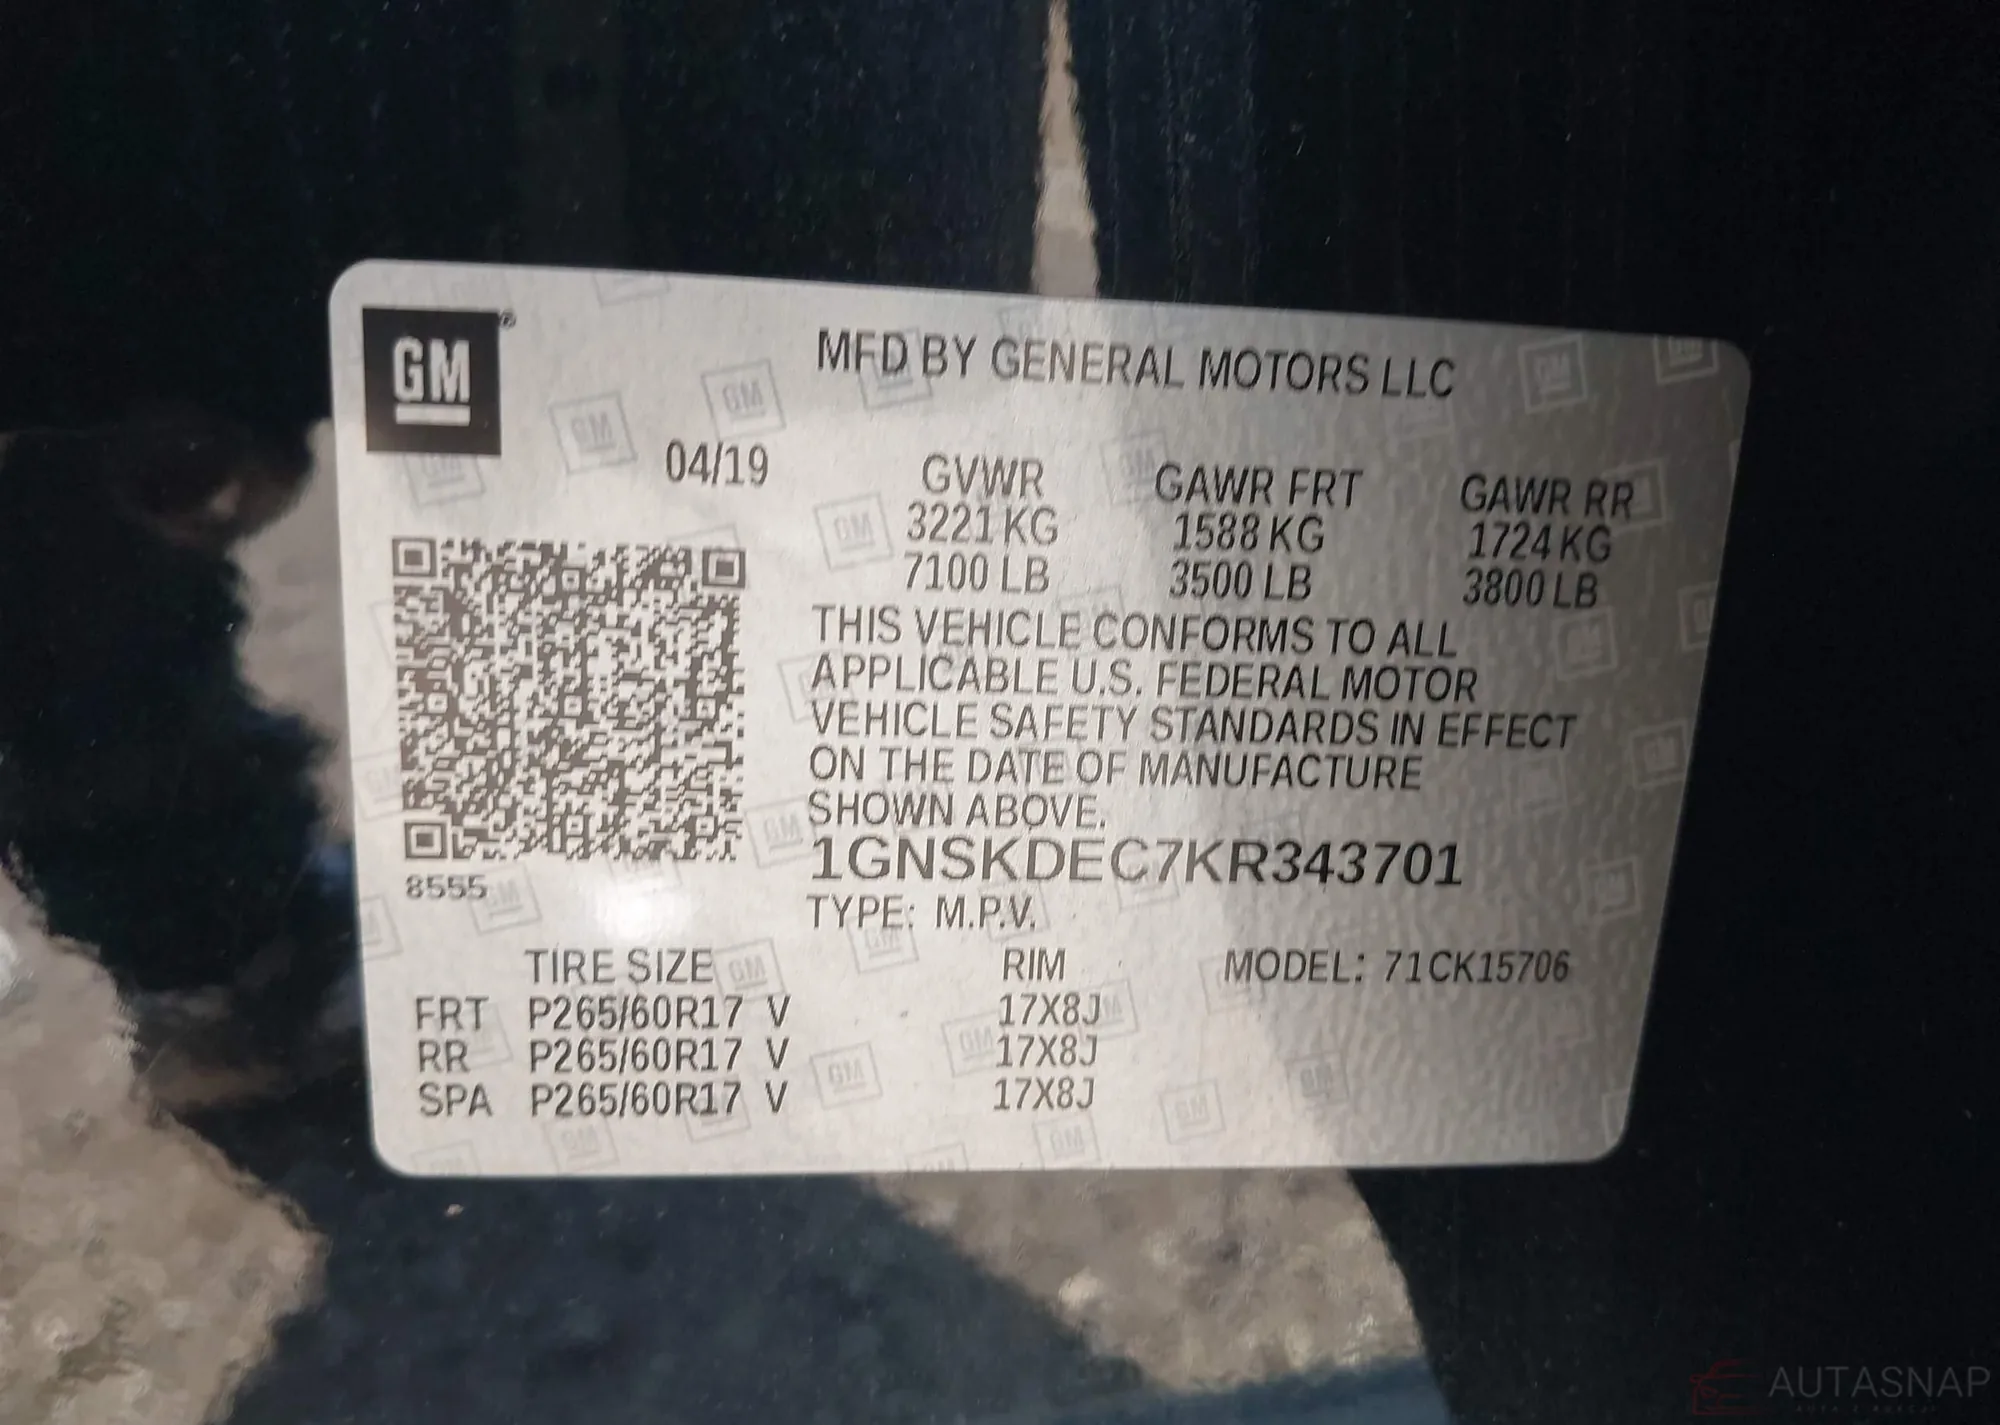 GM
MFD BY GENERAL MOTORS LLC
04/19
GVWR GAWR FRT GAWR RR
3221 KG 1588 KG 1724 KG
7100 LB 3500 LB 3800 LB
THIS VEHICLE CONFORMS TO ALL
APPLICABLE U.S. FEDERAL MOTOR
VEHICLE SAFETY STANDARDS IN EFFECT
ON THE DATE OF MANUFACTURE
SHOWN ABOVE.
1GNSKDEC7KR343701
8555
TYPE: M.P.V.
TIRE SIZE RIM MODEL: 71CK15706
FRT P265/60R17 V 17X8J
RR P265/60R17 V 17X8J
SPA P265/60R17 V 17X8J
AUTASNAP